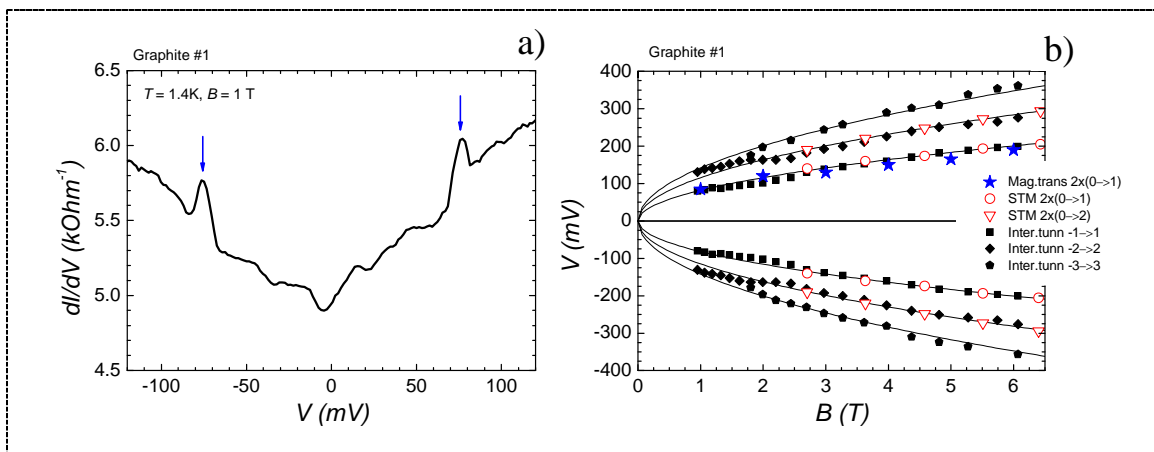 Graphite #1
a)
T = 1.4K, B = 1 T
6.5
6.0
5.5
5.0
4.5
dI/dV (kOhm⁻¹)
-100 -50 0 50 100
V (mV)
Graphite #1
b)
400
300
200
100
0
-100
-200
-300
-400
V (mV)
0 1 2 3 4 5 6
B (T)
Mag.trans 2x(0->1)
STM 2x(0->1)
STM 2x(0->2)
Inter.tunn -1->1
Inter.tunn -2->2
Inter.tunn -3->3